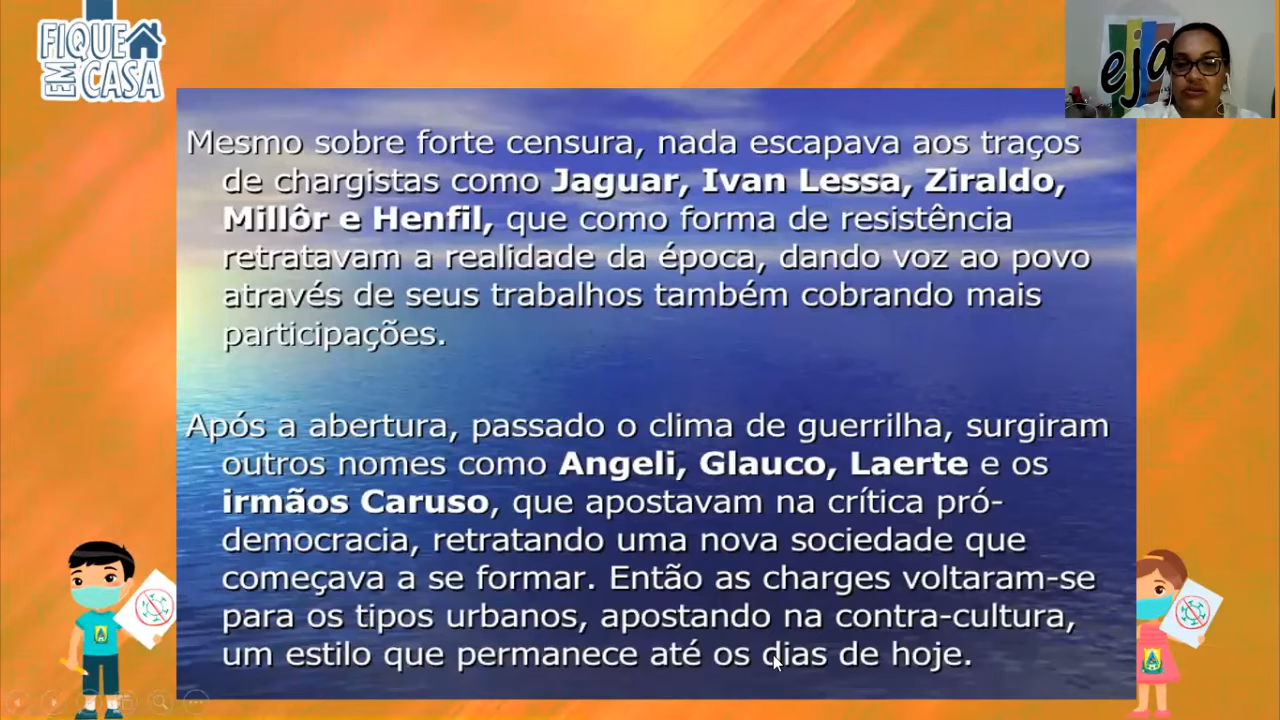 FIQUE
EM CASA
eja
Mesmo sobre forte censura, nada escapava aos traços
de chargistas como Jaguar, Ivan Lessa, Ziraldo,
Millôr e Henfil, que como forma de resistência
retratavam a realidade da época, dando voz ao povo
através de seus trabalhos também cobrando mais
participações.
Após a abertura, passado o clima de guerrilha, surgiram
outros nomes como Angeli, Glauco, Laerte e os
irmãos Caruso, que apostavam na crítica pró-
democracia, retratando uma nova sociedade que
começava a se formar. Então as charges voltaram-se
para os tipos urbanos, apostando na contra-cultura,
um estilo que permanece até os dias de hoje.